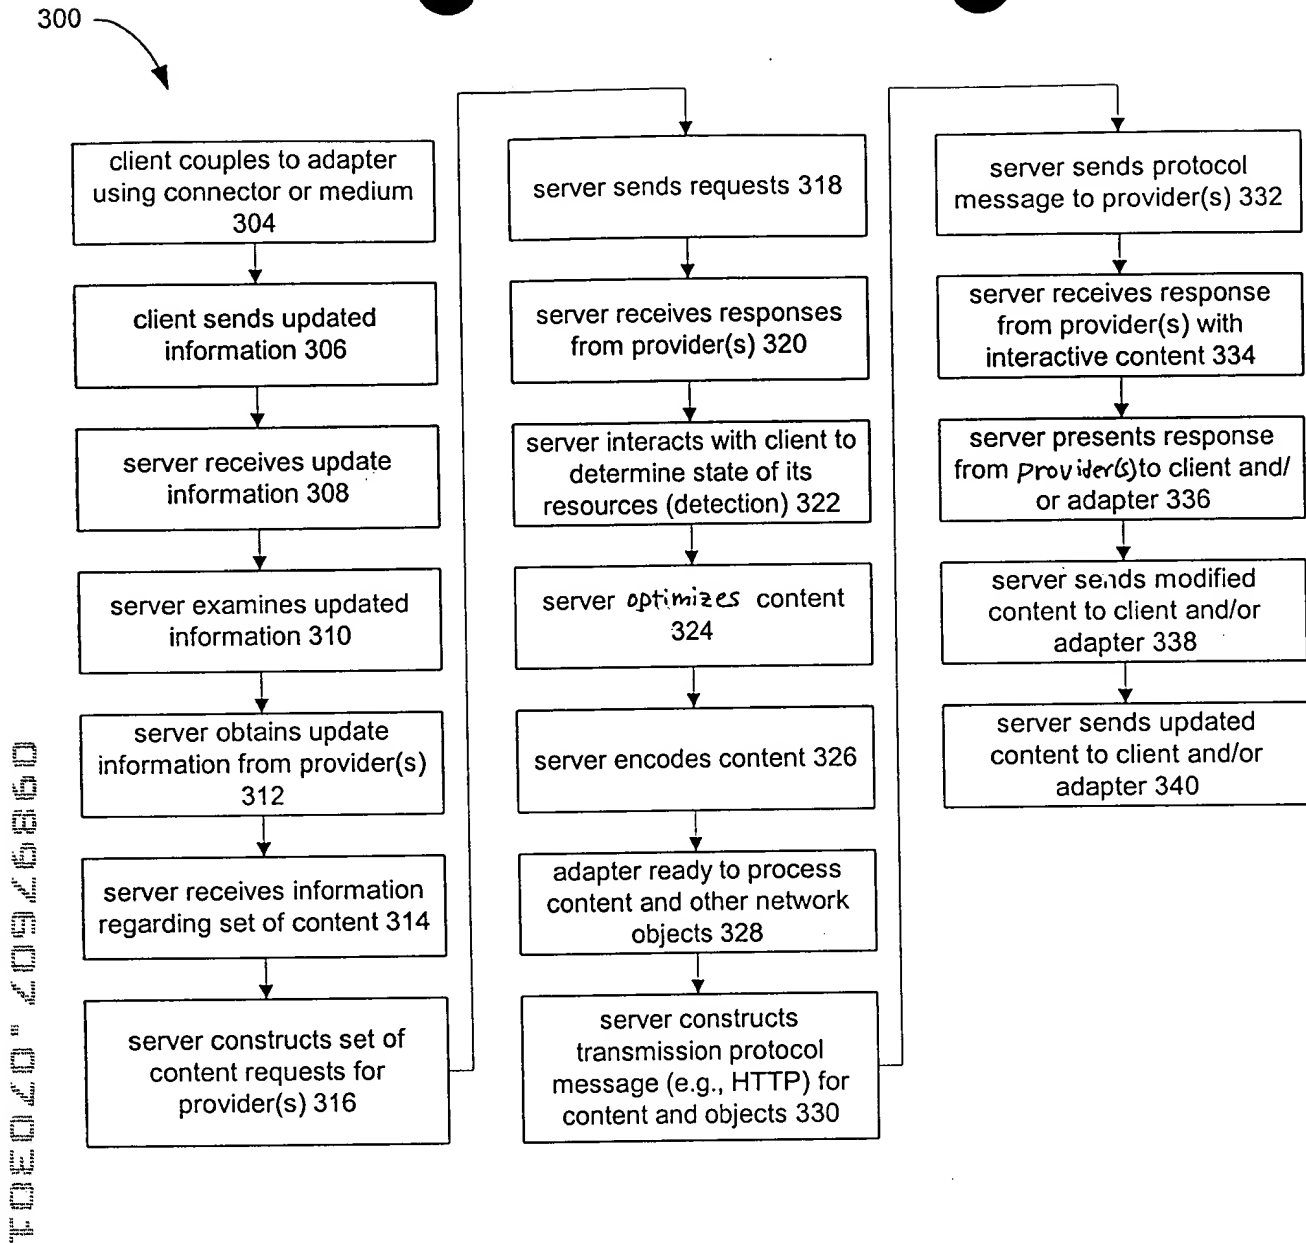 300
client couples to adapter
using connector or medium
304
client sends updated
information 306
server receives update
information 308
server examines updated
information 310
server obtains update
information from provider(s)
312
server receives information
regarding set of content 314
server constructs set of
content requests for
provider(s) 316
server sends requests 318
server receives responses
from provider(s) 320
server interacts with client to
determine state of its
resources (detection) 322
server optimizes content
324
server encodes content 326
adapter ready to process
content and other network
objects 328
server constructs
transmission protocol
message (e.g., HTTP) for
content and objects 330
server sends protocol
message to provider(s) 332
server receives response
from provider(s) with
interactive content 334
server presents response
from provider(s) to client and/
or adapter 336
server sends modified
content to client and/or
adapter 338
server sends updated
content to client and/or
adapter 340
09897607.070301